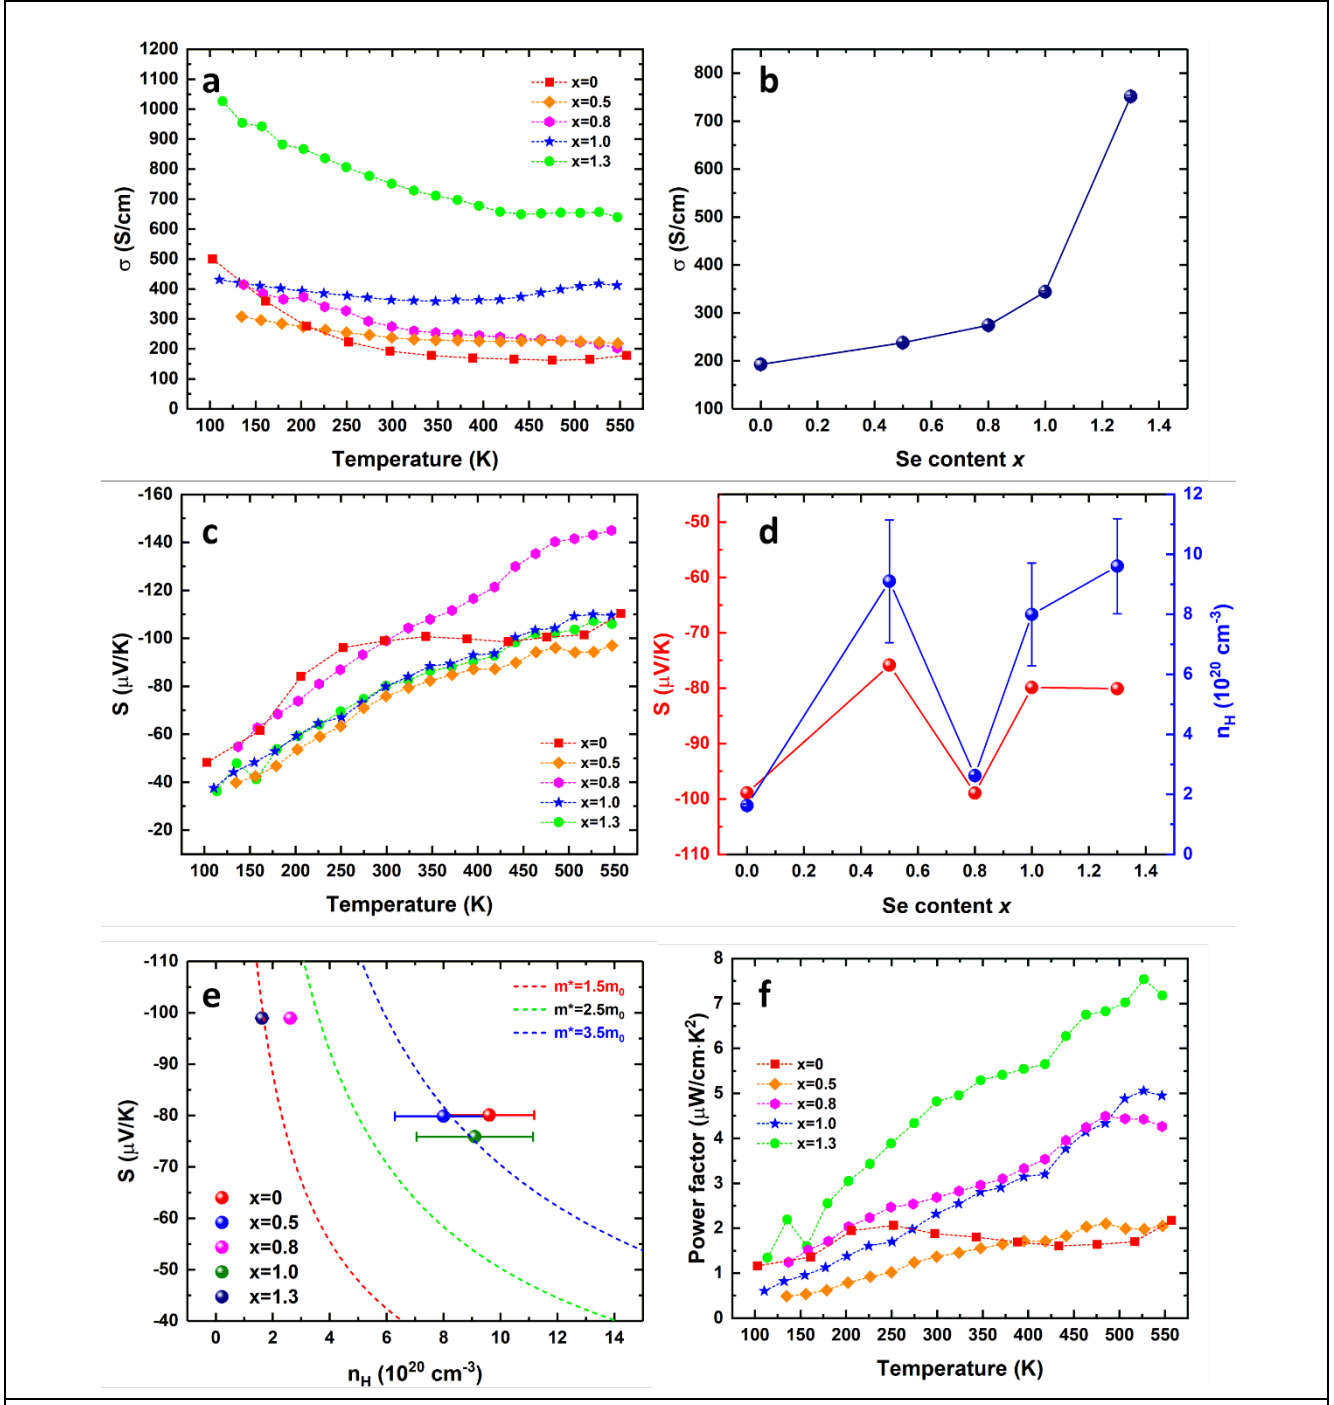 a
1200
1100
1000
900
800
700
600
500
400
300
200
100
0
σ (S/cm)
x=0
x=0.5
x=0.8
x=1.0
x=1.3
100 150 200 250 300 350 400 450 500 550
Temperature (K)
b
800
700
600
500
400
300
200
100
σ (S/cm)
0.0 0.2 0.4 0.6 0.8 1.0 1.2 1.4
Se content x
c
-160
-140
-120
-100
-80
-60
-40
-20
S (μV/K)
x=0
x=0.5
x=0.8
x=1.0
x=1.3
100 150 200 250 300 350 400 450 500 550
Temperature (K)
d
-50
-60
-70
-80
-90
-100
-110
S (μV/K)
12
10
8
6
4
2
0
n_H (10^20 cm^-3)
0.0 0.2 0.4 0.6 0.8 1.0 1.2 1.4
Se content x
e
-110
-100
-90
-80
-70
-60
-50
-40
S (μV/K)
m*=1.5m_0
m*=2.5m_0
m*=3.5m_0
x=0
x=0.5
x=0.8
x=1.0
x=1.3
0 2 4 6 8 10 12 14
n_H (10^20 cm^-3)
f
8
7
6
5
4
3
2
1
0
Power factor (μW/cm·K^2)
x=0
x=0.5
x=0.8
x=1.0
x=1.3
100 150 200 250 300 350 400 450 500 550
Temperature (K)